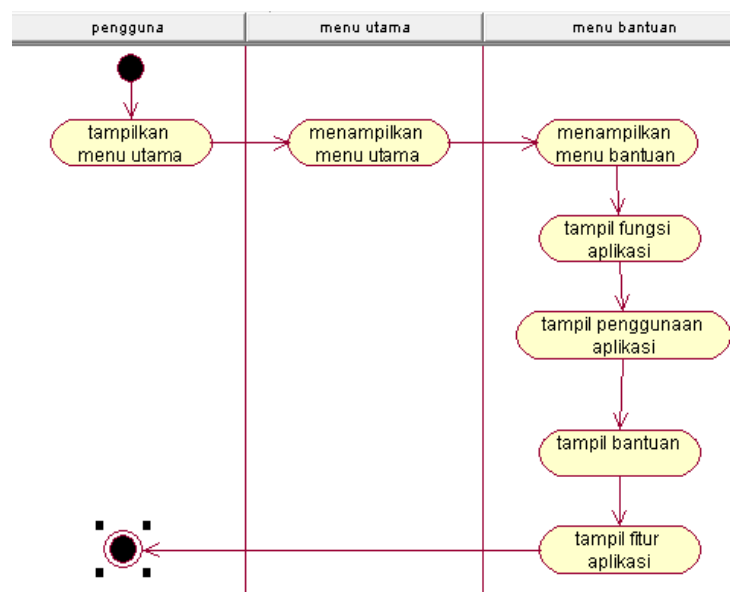 pengguna
menu utama
menu bantuan
tampilkan
menu utama
menampilkan
menu utama
menampilkan
menu bantuan
tampil fungsi
aplikasi
tampil penggunaan
aplikasi
tampil bantuan
tampil fitur
aplikasi